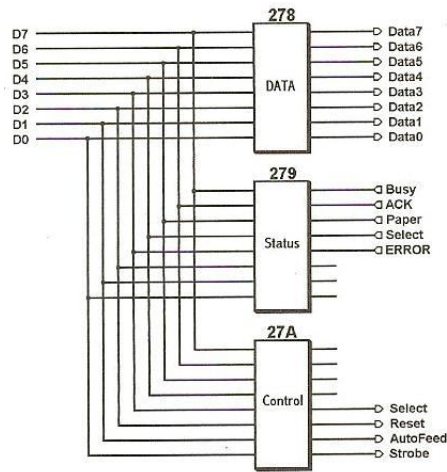 278
D7
D6
D5
D4
D3
D2
D1
D0
DATA
Data7
Data6
Data5
Data4
Data3
Data2
Data1
Data0
279
Status
Busy
ACK
Paper
Select
ERROR
27A
Control
Select
Reset
AutoFeed
Strobe